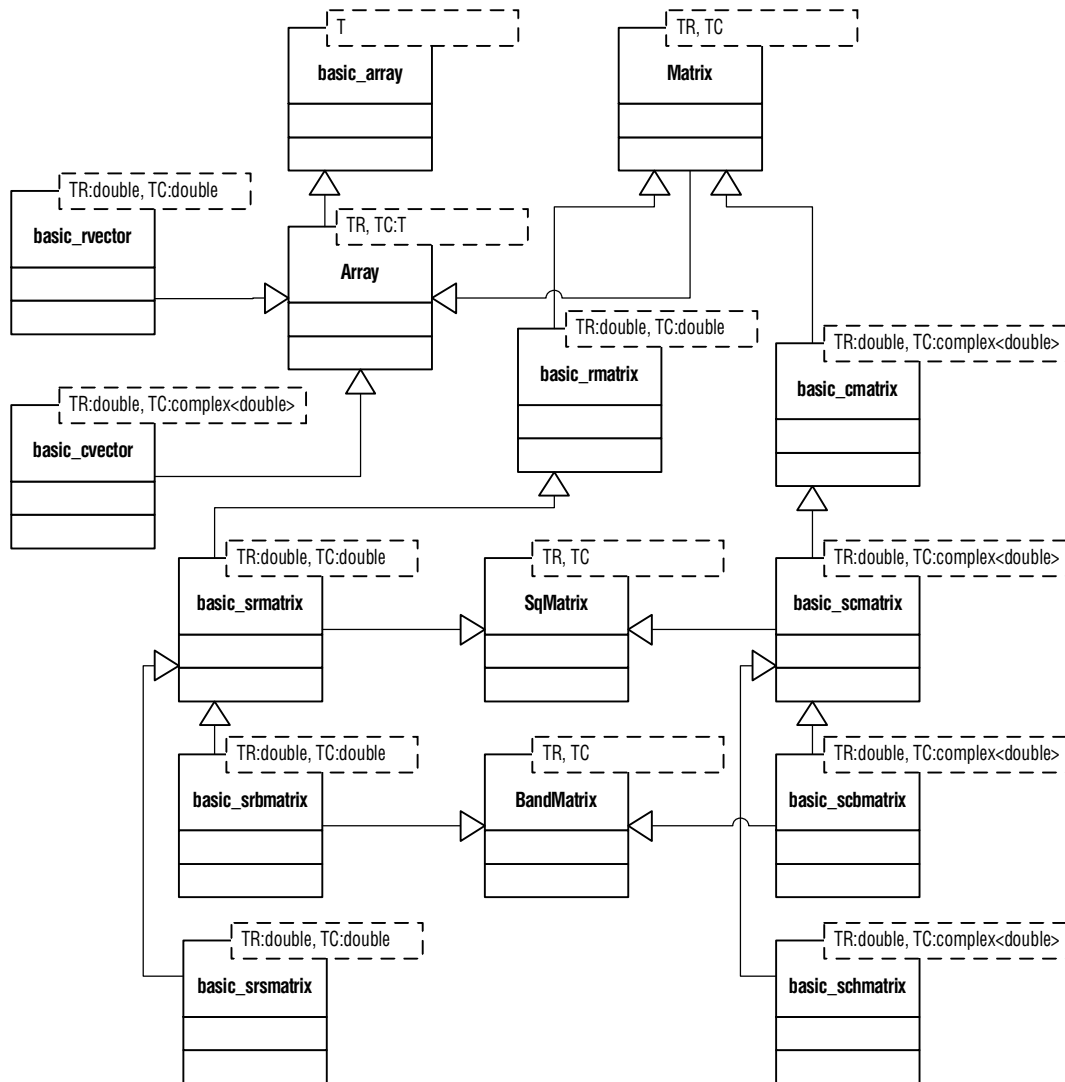 T
basic_array
TR, TC
Matrix
TR:double, TC:double
basic_rvector
TR, TC:T
Array
TR:double, TC:double
basic_rmatrix
TR:double, TC:complex<double>
basic_cmatrix
TR:double, TC:complex<double>
basic_cvector
TR:double, TC:double
basic_srmatrix
TR, TC
SqMatrix
TR:double, TC:complex<double>
basic_scmatrix
TR:double, TC:double
basic_srbmatrix
TR, TC
BandMatrix
TR:double, TC:complex<double>
basic_scbmatrix
TR:double, TC:double
basic_srsmatrix
TR:double, TC:complex<double>
basic_schmatrix